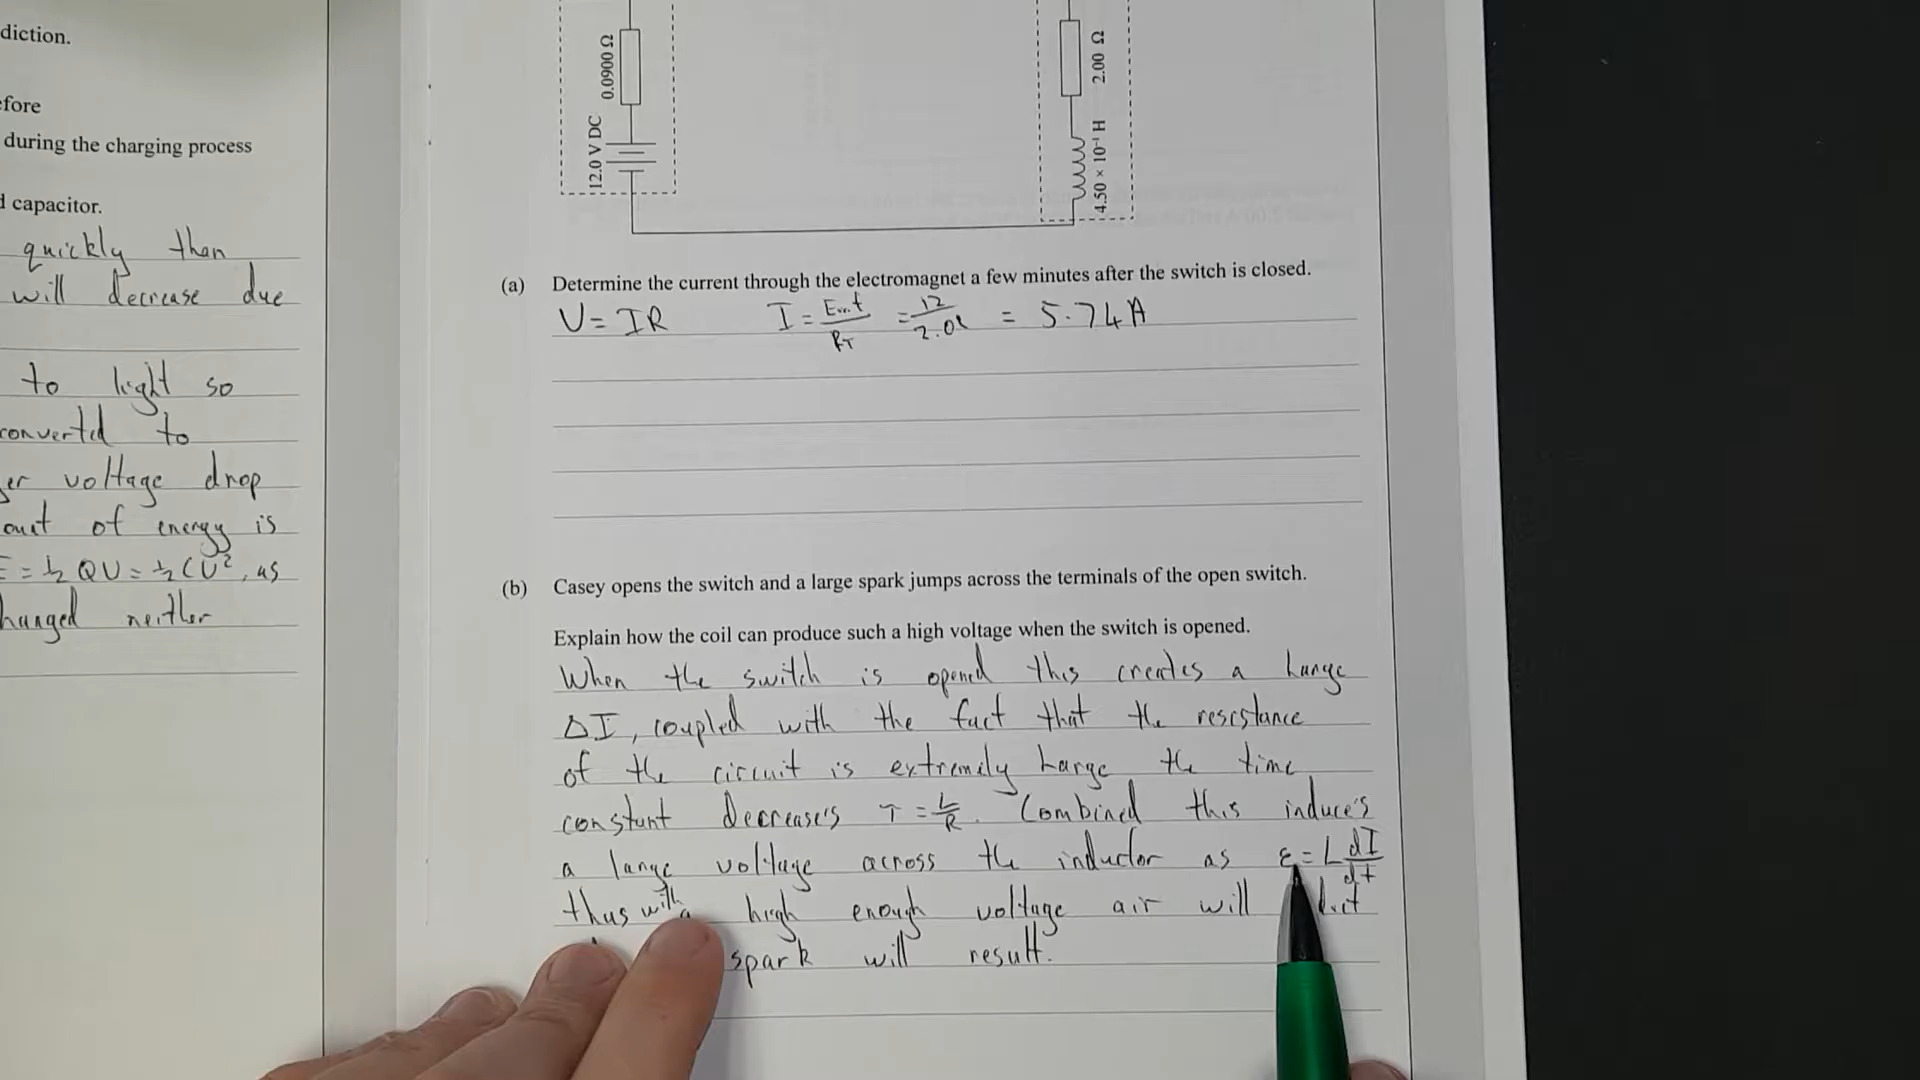 diction.
efore
during the charging process
d capacitor.
quickly than
will decrease due
to light so
converted to
er voltage drop
ount of energy is
E = ½ QV = ½ CV², as
hanged neither
12.0 V DC 0.0900 Ω
4.50 × 10⁻¹ H 2.00 Ω
(a) Determine the current through the electromagnet a few minutes after the switch is closed.
V = IR I = Emf/RT = 12/2.09 = 5.74A
(b) Casey opens the switch and a large spark jumps across the terminals of the open switch.
Explain how the coil can produce such a high voltage when the switch is opened.
When the switch is opened this creates a large
ΔI, coupled with the fact that the resistance
of the circuit is extremely large the time
constant decreases τ = L/R. Combined this induces
a large voltage across the inductor as ε = L dI/dt
thus with a high enough voltage air will
spark will result.